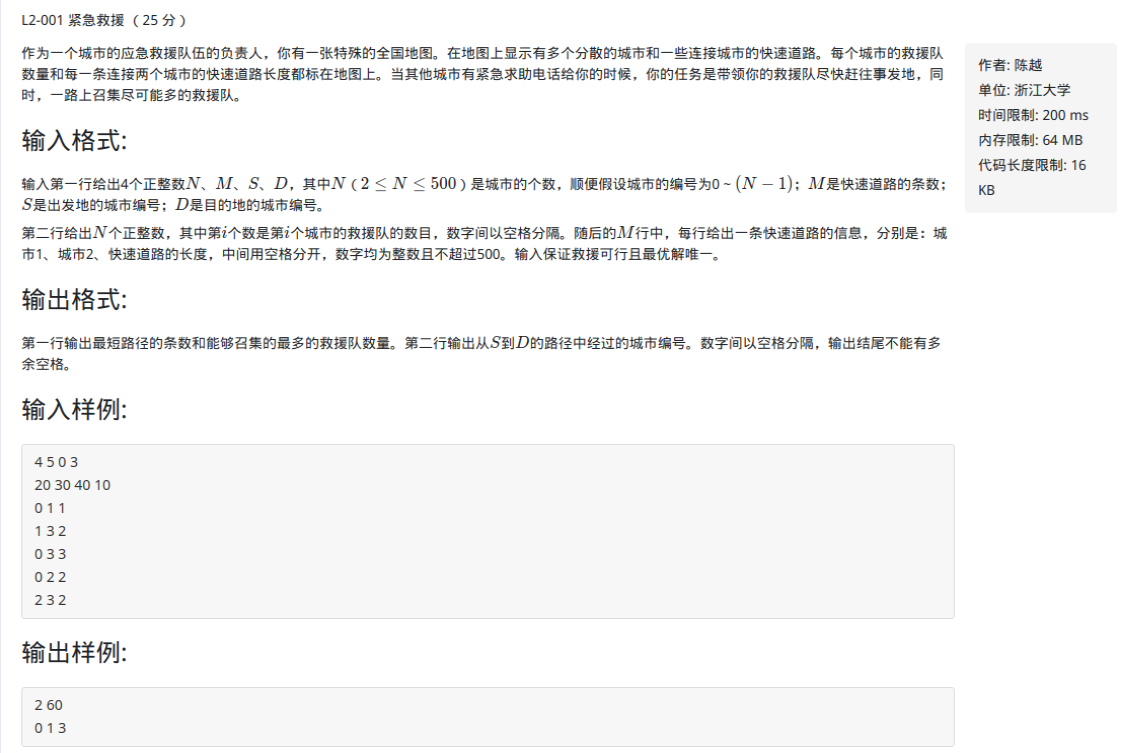 L2-001 紧急救援 （25 分）
作为一个城市的应急救援队伍的负责人，你有一张特殊的全国地图。在地图上显示有多个分散的城市和一些连接城市的快速道路。每个城市的救援队
数量和每一条连接两个城市的快速道路长度都标在地图上。当其他城市有紧急求助电话给你的时候，你的任务是带领你的救援队尽快赶往事发地，同
时，一路上召集尽可能多的救援队。
输入格式:
输入第一行给出4个正整数N、M、S、D，其中N（2 ≤ N ≤ 500）是城市的个数，顺便假设城市的编号为0 ~ (N − 1)；M是快速道路的条数；
S是出发地的城市编号；D是目的地的城市编号。
第二行给出N个正整数，其中第i个数是第i个城市的救援队的数目，数字间以空格分隔。随后的M行中，每行给出一条快速道路的信息，分别是：城
市1、城市2、快速道路的长度，中间用空格分开，数字均为整数且不超过500。输入保证救援可行且最优解唯一。
输出格式:
第一行输出最短路径的条数和能够召集的最多的救援队数量。第二行输出从S到D的路径中经过的城市编号。数字间以空格分隔，输出结尾不能有多
余空格。
输入样例:
4 5 0 3
20 30 40 10
0 1 1
1 3 2
0 3 3
0 2 2
2 3 2
输出样例:
2 60
0 1 3
作者: 陈越
单位: 浙江大学
时间限制: 200 ms
内存限制: 64 MB
代码长度限制: 16
KB